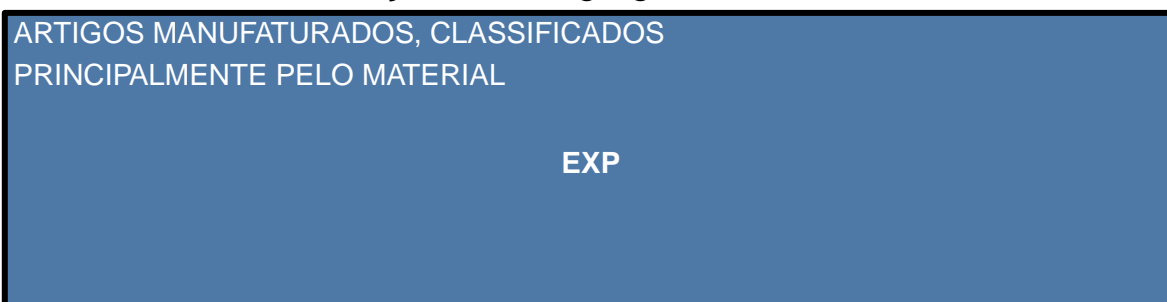 ARTIGOS MANUFATURADOS, CLASSIFICADOS
PRINCIPALMENTE PELO MATERIAL
EXP